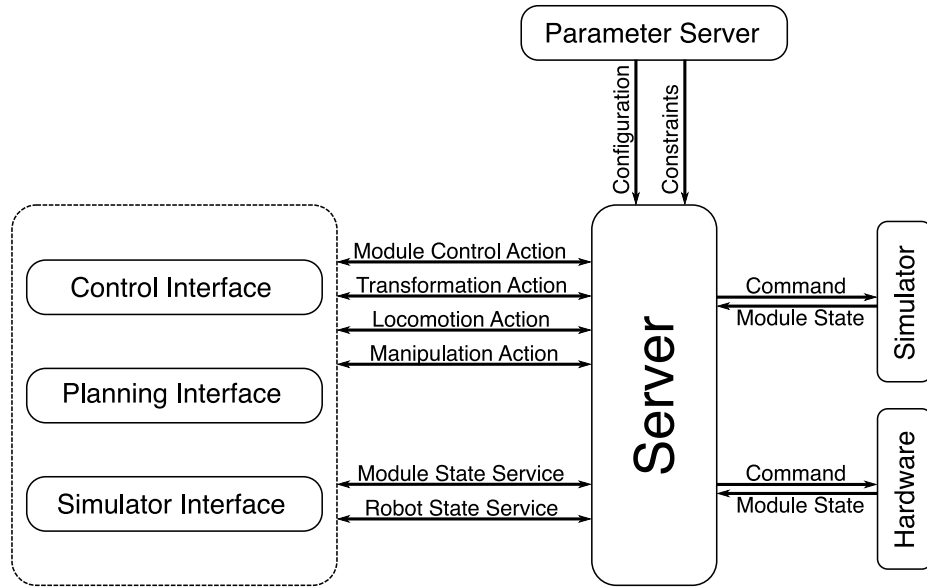 Parameter Server
Configuration
Constraints
Control Interface
Planning Interface
Simulator Interface
Module Control Action
Transformation Action
Locomotion Action
Manipulation Action
Module State Service
Robot State Service
Server
Command
Module State
Simulator
Command
Module State
Hardware